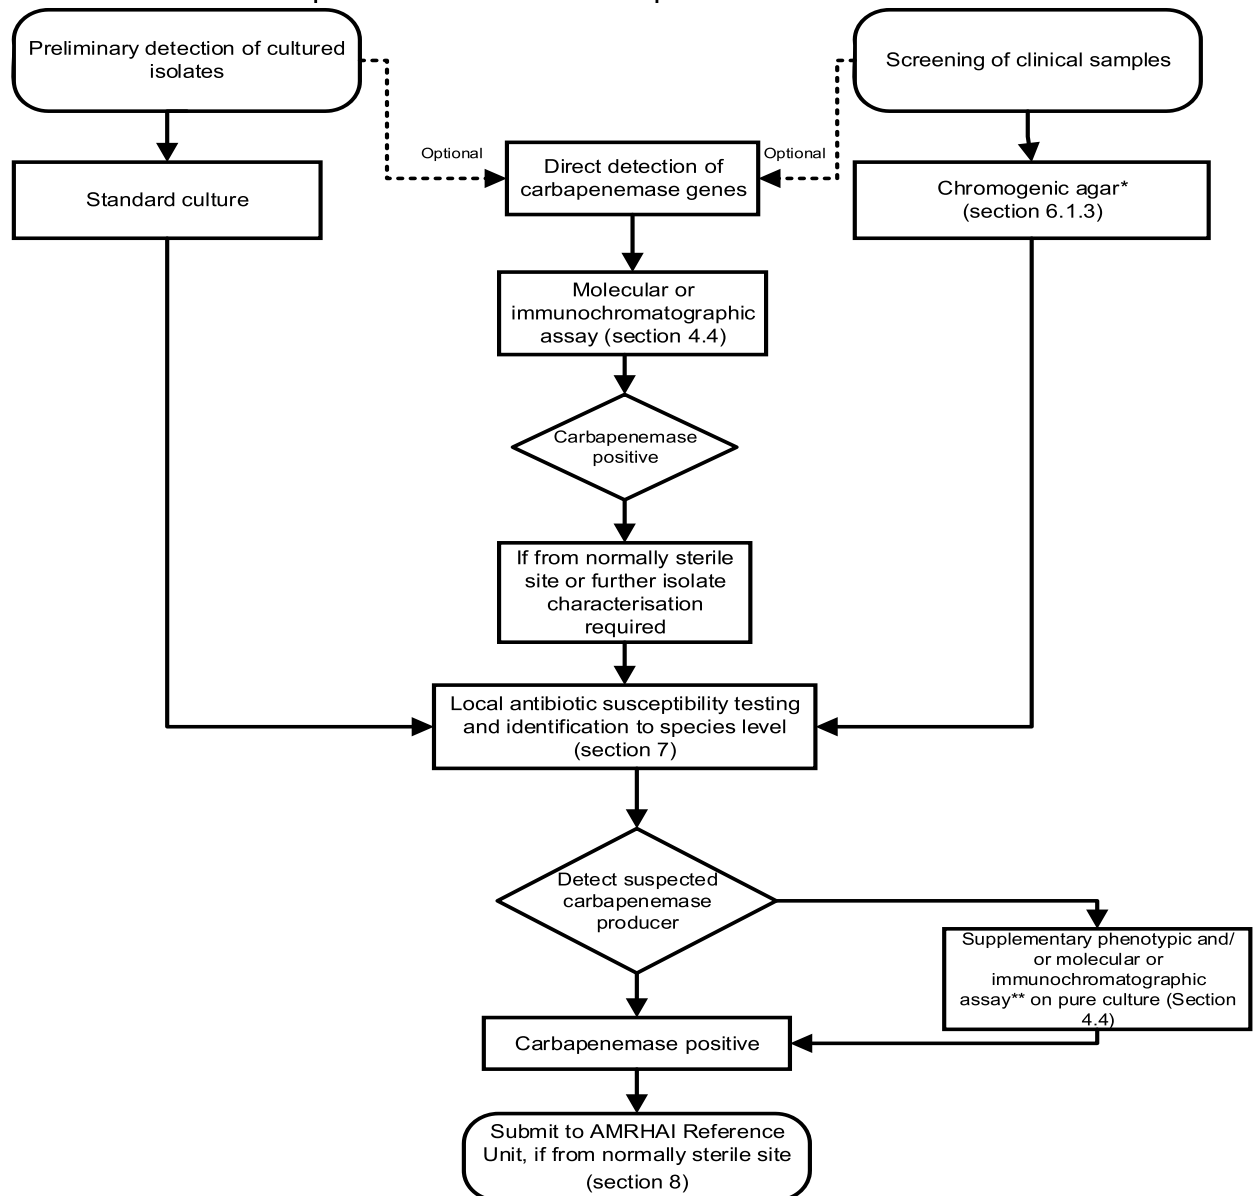 Preliminary detection of cultured
isolates
Screening of clinical samples
Optional
Direct detection of
carbapenemase genes
Optional
Standard culture
Chromogenic agar*
(section 6.1.3)
Molecular or
immunochromatographic
assay (section 4.4)
Carbapenemase
positive
If from normally sterile
site or further isolate
characterisation
required
Local antibiotic susceptibility testing
and identification to species level
(section 7)
Detect suspected
carbapenemase
producer
Supplementary phenotypic and/
or molecular or
immunochromatographic
assay** on pure culture (Section
4.4)
Carbapenemase positive
Submit to AMRHAI Reference
Unit, if from normally sterile site
(section 8)